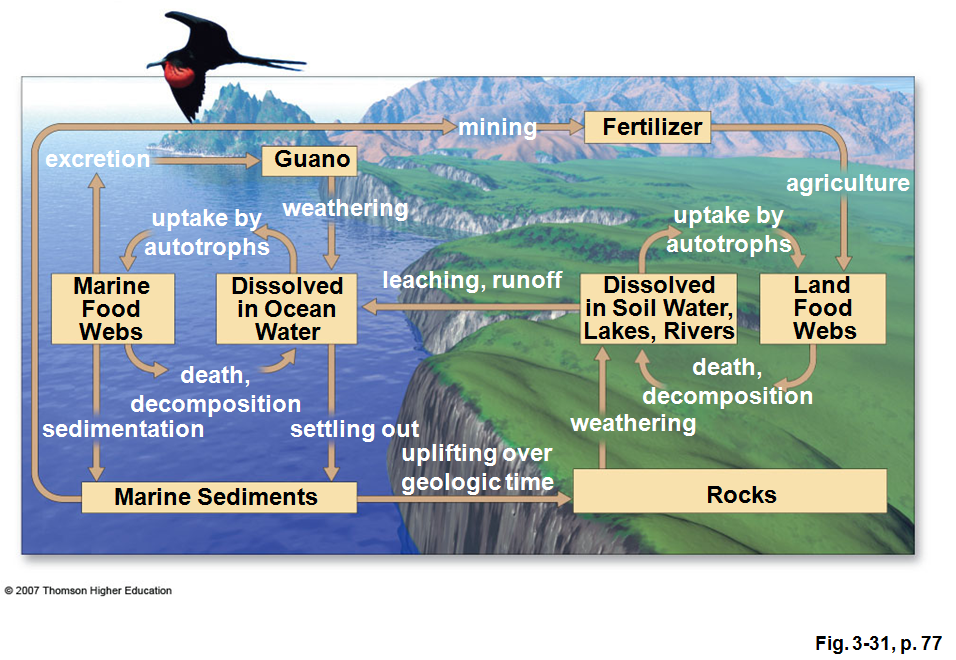 mining
Fertilizer
excretion
Guano
agriculture
weathering
uptake by
autotrophs
uptake by
autotrophs
Marine
Food
Webs
Dissolved
in Ocean
Water
leaching, runoff
Dissolved
in Soil Water,
Lakes, Rivers
Land
Food
Webs
death,
decomposition
death,
decomposition
sedimentation
settling out
weathering
uplifting over
geologic time
Marine Sediments
Rocks
© 2007 Thomson Higher Education
Fig. 3-31, p. 77